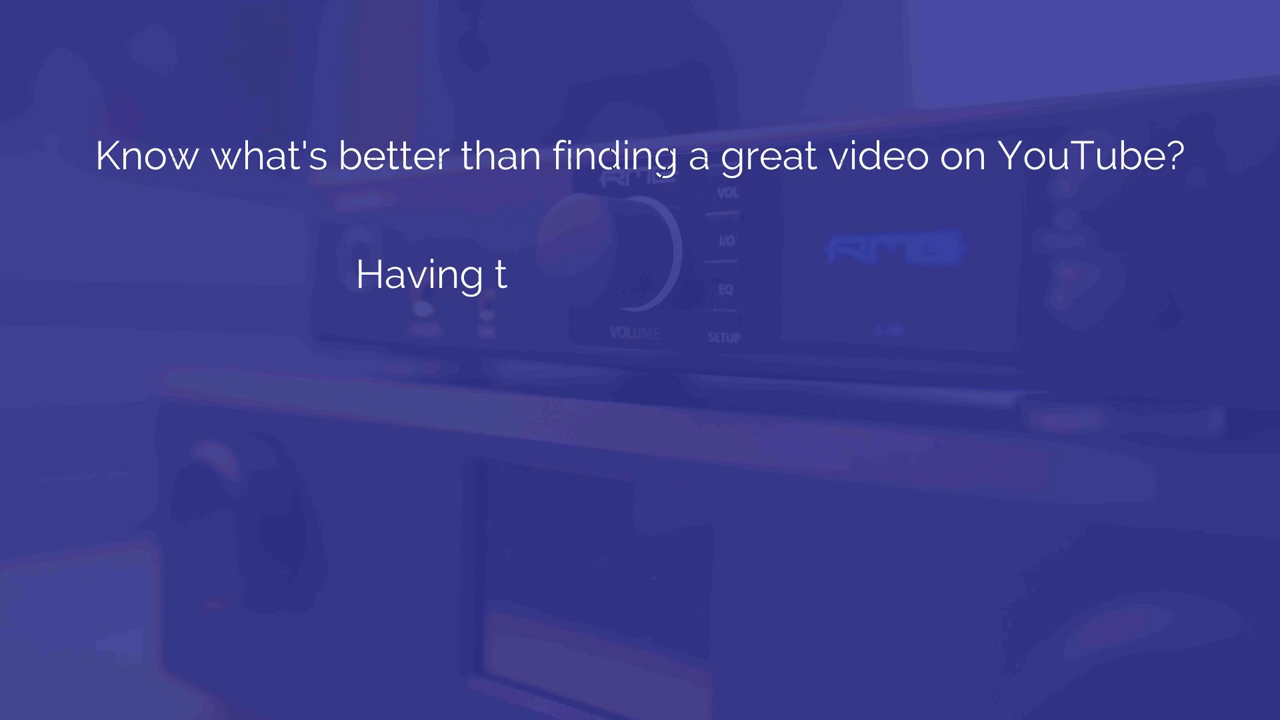 Know what's better than finding a great video on YouTube?
Having t
VOL
I/O
EQ
VOLUME
SETUP